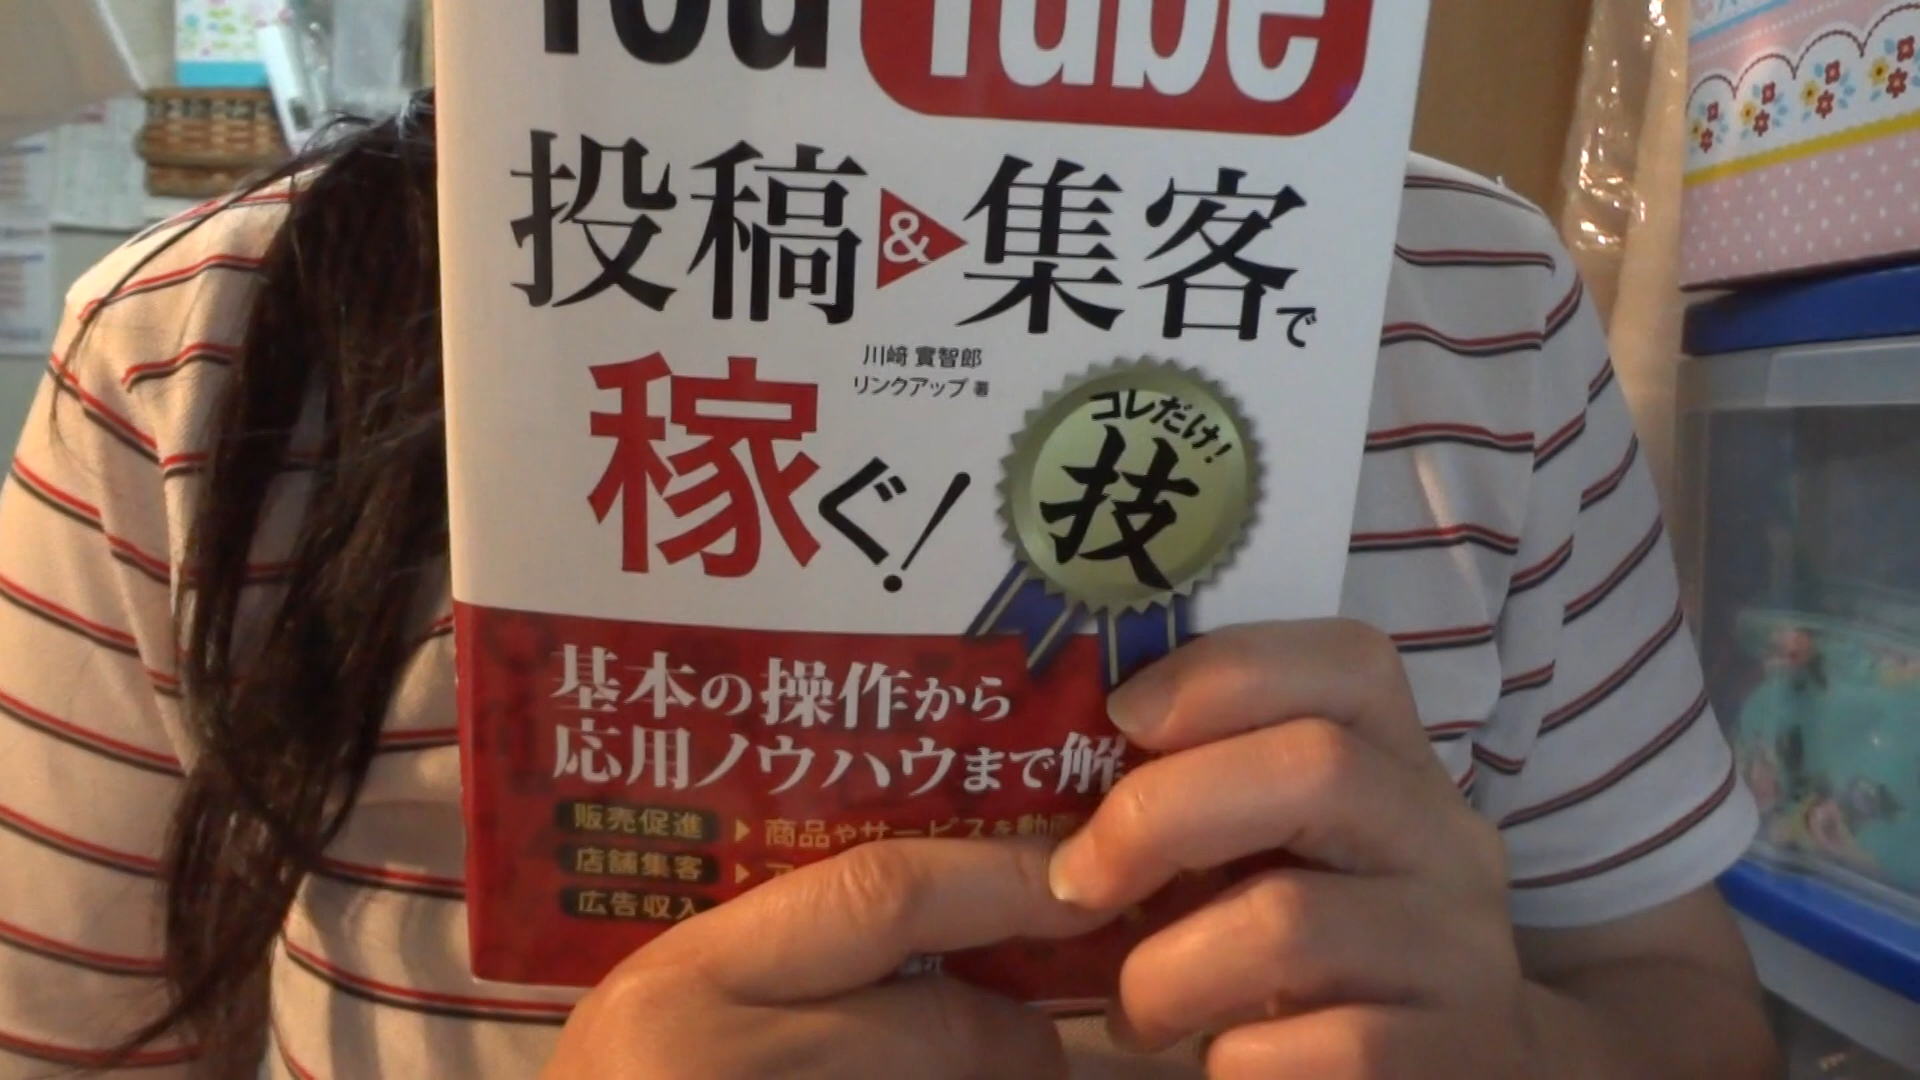 YouTube
投稿&集客で
川﨑 實智郎
リンクアップ 著
稼ぐ!
コレだけ!
技
基本の操作から
応用ノウハウまで解
販売促進 ▶ 商品やサービスを動画
店舗集客 ▶
広告収入